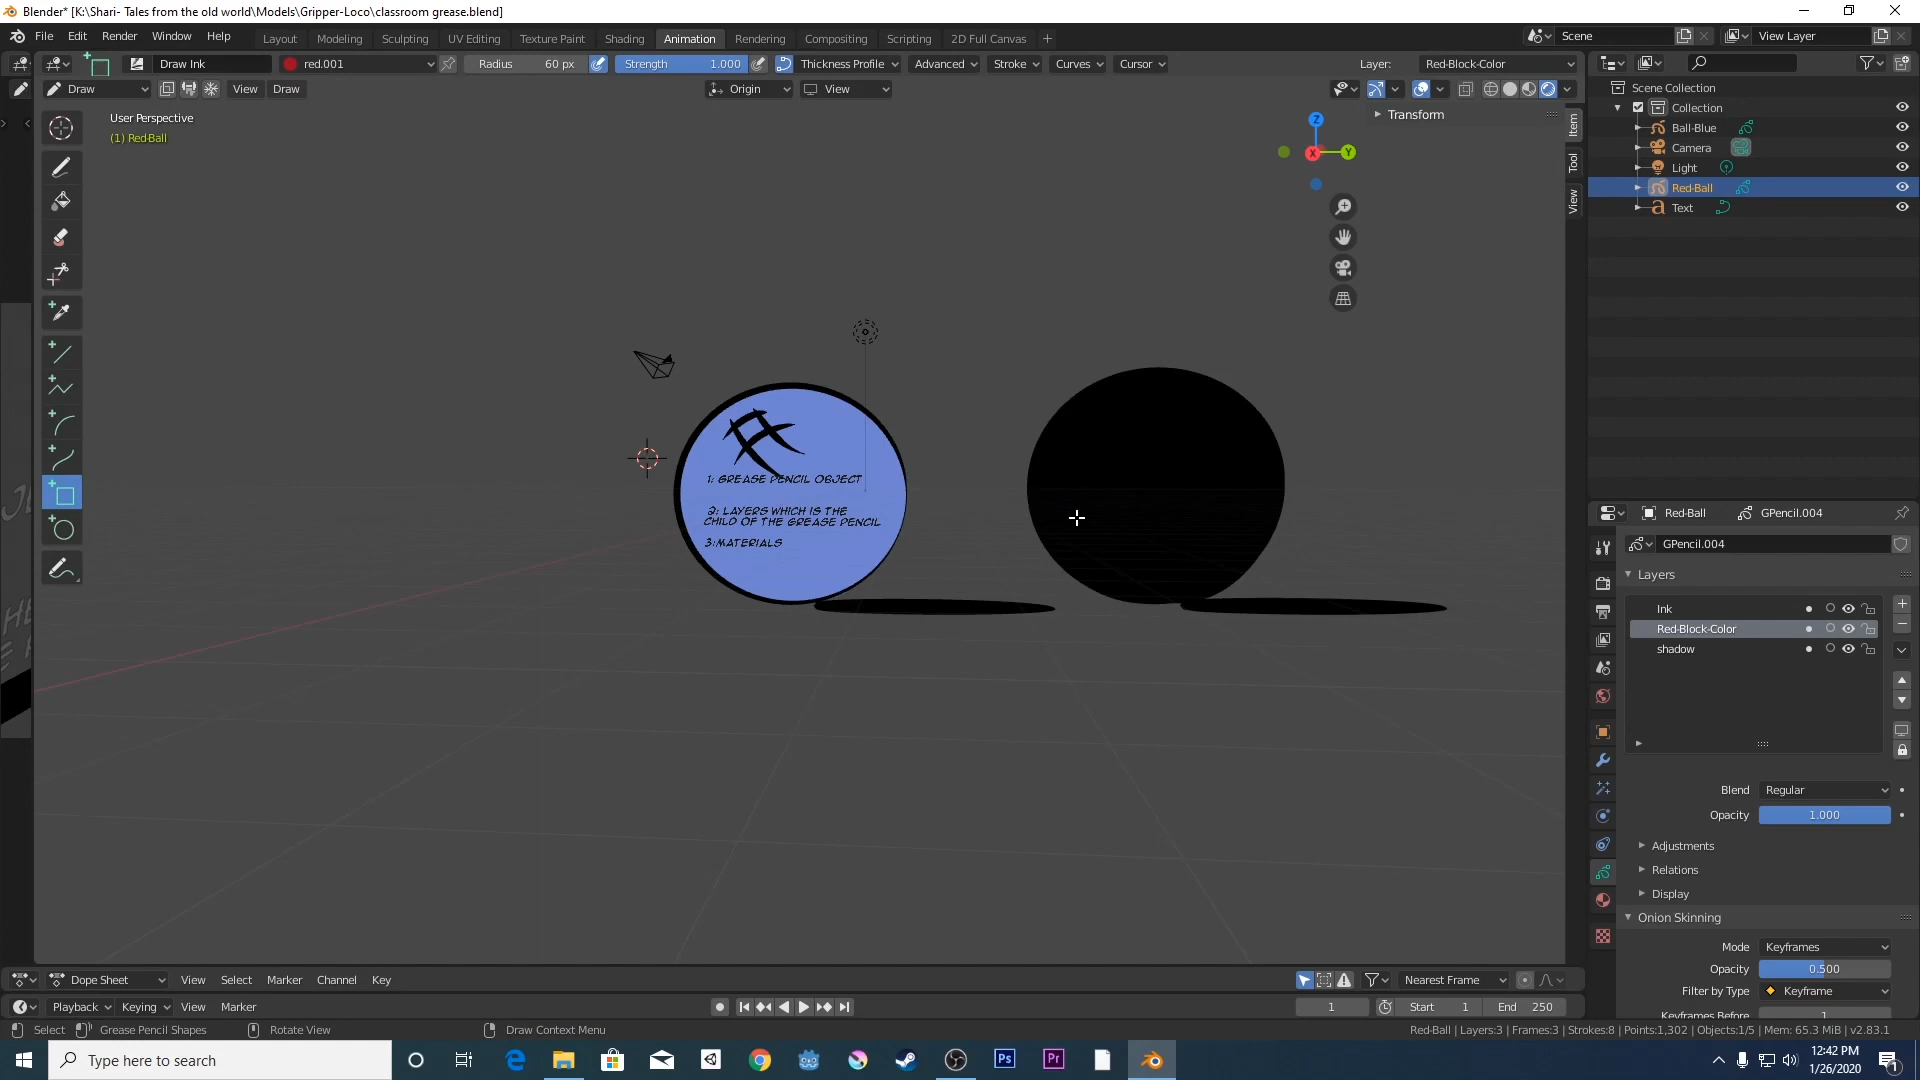 Blender* [K:\Shari- Tales from the old world\Models\Gripper-Loco\classroom grease.blend]
File Edit Render Window Help Layout Modeling Sculpting UV Editing Texture Paint Shading Animation Rendering Compositing Scripting 2D Full Canvas + Scene View Layer
Draw Ink red.001 Radius 60 px Strength 1.000 Thickness Profile Advanced Stroke Curves Cursor Layer: Red-Block-Color
Draw View Draw Origin View
User Perspective
(1) Red-Ball
Transform
Item
Tool
View
Z
X
Y
Scene Collection
Collection
Ball-Blue
Camera
Light
Red-Ball
Text
1: GREASE PENCIL OBJECT
2: LAYERS WHICH IS THE
CHILD OF THE GREASE PENCIL
3:MATERIALS
Red-Ball GPencil.004
GPencil.004
Layers
Ink
Red-Block-Color
shadow
Blend Regular
Opacity 1.000
Adjustments
Relations
Display
Onion Skinning
Mode Keyframes
Opacity 0.500
Filter by Type Keyframe
Keyframes Before 1
Dope Sheet View Select Marker Channel Key Nearest Frame
Playback Keying View Marker 1 Start 1 End 250
Select Grease Pencil Shapes Rotate View Draw Context Menu Red-Ball | Layers:3 | Frames:3 | Strokes:8 | Points:1,302 | Objects:1/5 | Mem: 65.3 MiB | v2.83.1
Type here to search
Ps
Pr
12:42 PM
1/26/2020
1